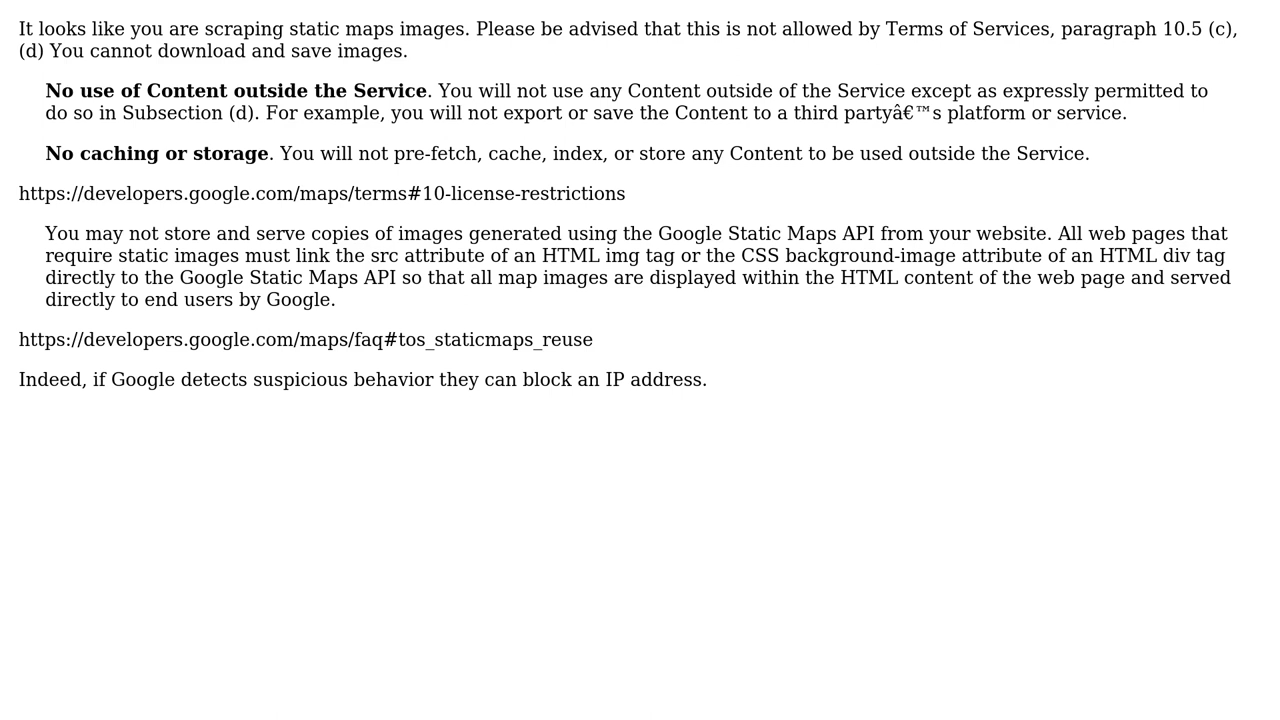 It looks like you are scraping static maps images. Please be advised that this is not allowed by Terms of Services, paragraph 10.5 (c),
(d) You cannot download and save images.
No use of Content outside the Service. You will not use any Content outside of the Service except as expressly permitted to
do so in Subsection (d). For example, you will not export or save the Content to a third partyâ€™s platform or service.
No caching or storage. You will not pre-fetch, cache, index, or store any Content to be used outside the Service.
https://developers.google.com/maps/terms#10-license-restrictions
You may not store and serve copies of images generated using the Google Static Maps API from your website. All web pages that
require static images must link the src attribute of an HTML img tag or the CSS background-image attribute of an HTML div tag
directly to the Google Static Maps API so that all map images are displayed within the HTML content of the web page and served
directly to end users by Google.
https://developers.google.com/maps/faq#tos_staticmaps_reuse
Indeed, if Google detects suspicious behavior they can block an IP address.